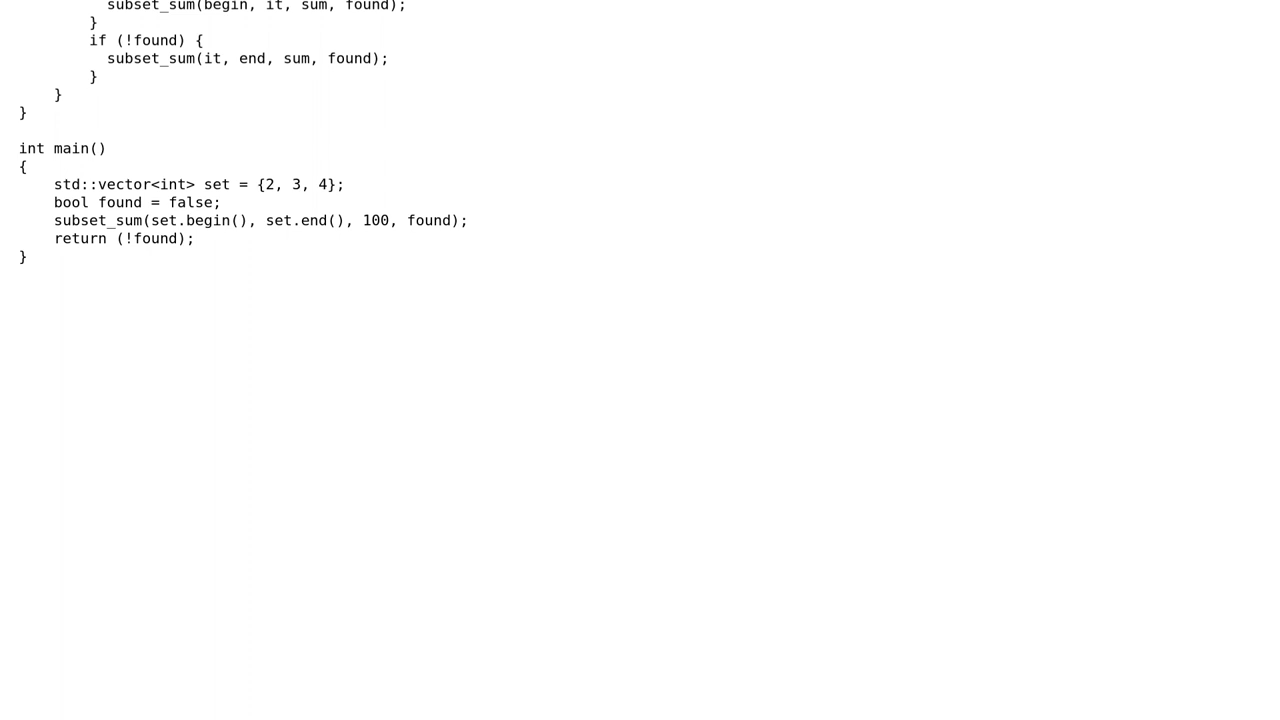 subset_sum(begin, it, sum, found);
        }
        if (!found) {
          subset_sum(it, end, sum, found);
        }
    }
}

int main()
{
    std::vector<int> set = {2, 3, 4};
    bool found = false;
    subset_sum(set.begin(), set.end(), 100, found);
    return (!found);
}